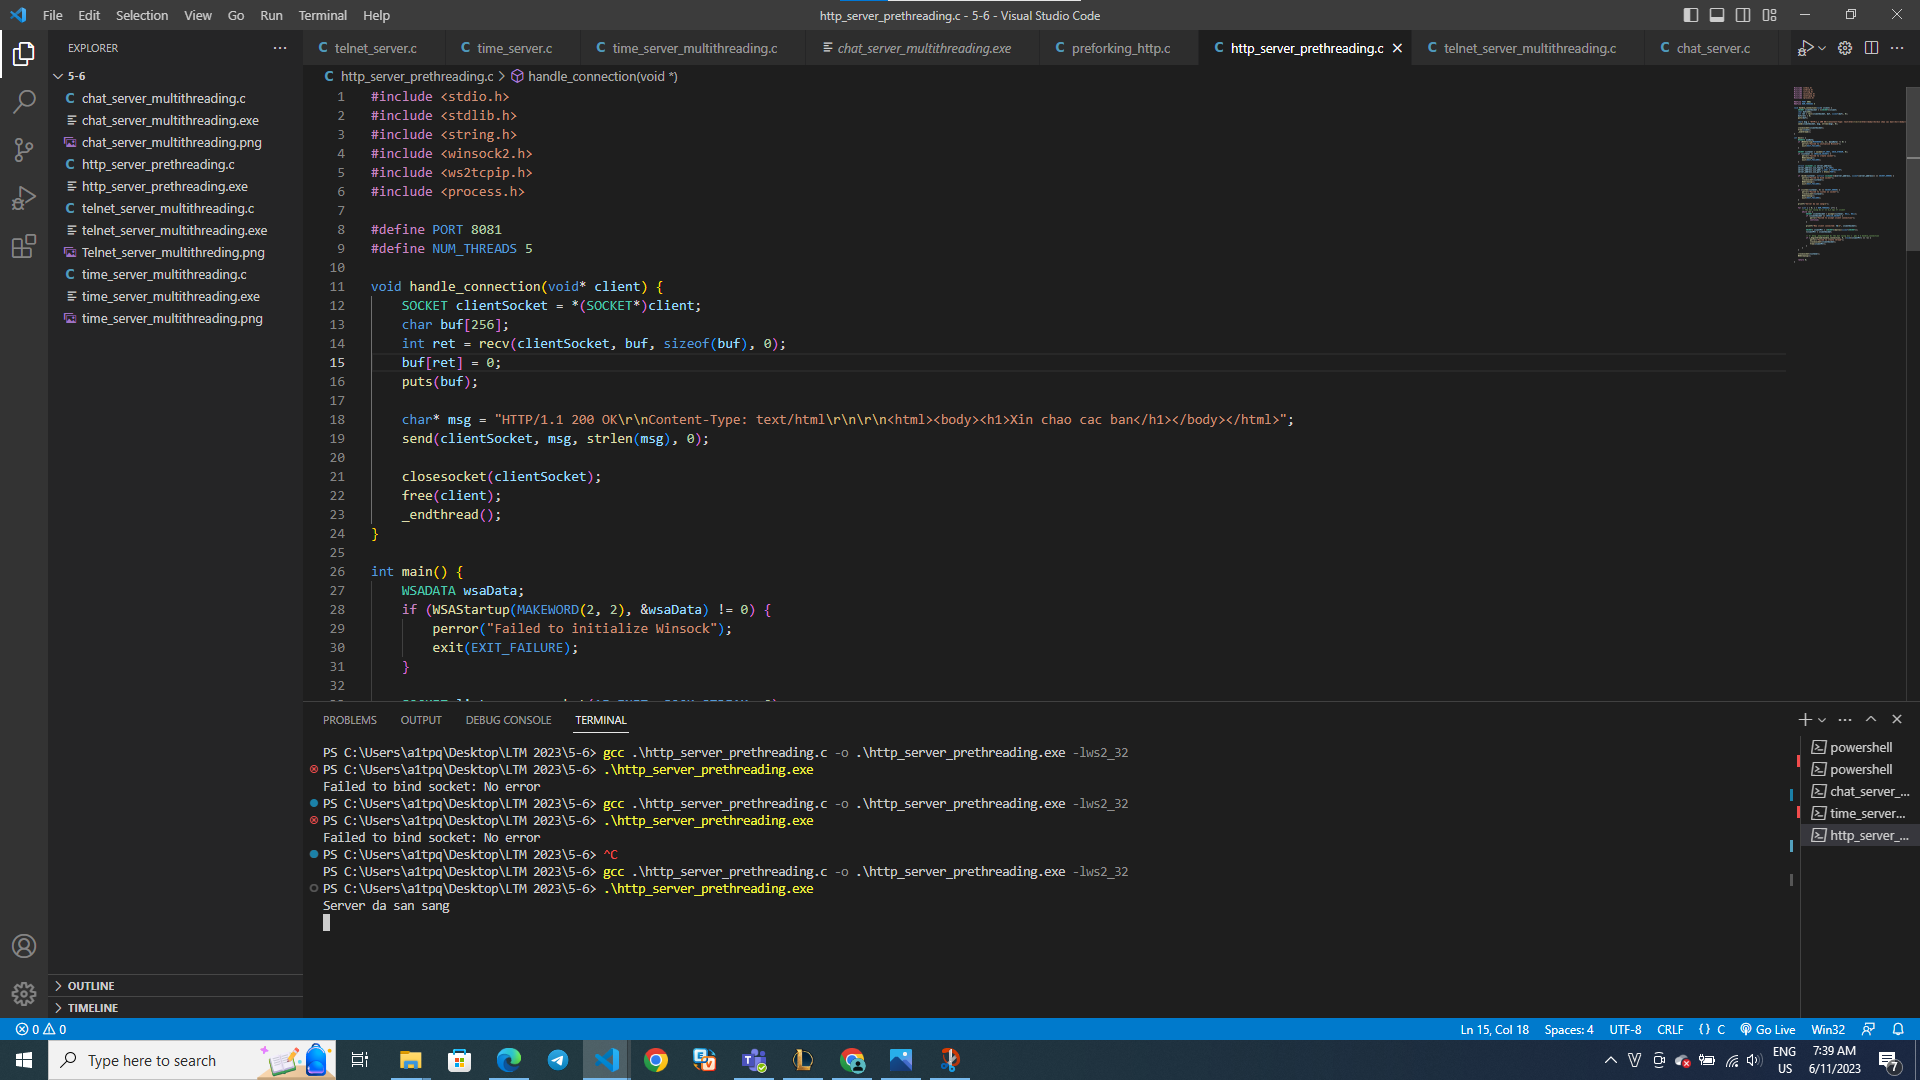 File Edit Selection View Go Run Terminal Help
http_server_prethreading.c - 5-6 - Visual Studio Code
EXPLORER
5-6
chat_server_multithreading.c
chat_server_multithreading.exe
chat_server_multithreading.png
http_server_prethreading.c
http_server_prethreading.exe
telnet_server_multithreading.c
telnet_server_multithreading.exe
Telnet_server_multhreding.png
time_server_multithreading.c
time_server_multithreading.exe
time_server_multithreading.png
OUTLINE
TIMELINE
telnet_server.c time_server.c time_server_multithreading.c chat_server_multithreading.exe preforking_http.c http_server_prethreading.c telnet_server_multithreading.c chat_server.c
http_server_prethreading.c > handle_connection(void *)
1 #include <stdio.h>
2 #include <stdlib.h>
3 #include <string.h>
4 #include <winsock2.h>
5 #include <ws2tcpip.h>
6 #include <process.h>
7
8 #define PORT 8081
9 #define NUM_THREADS 5
10
11 void handle_connection(void* client) {
12 SOCKET clientSocket = *(SOCKET*)client;
13 char buf[256];
14 int ret = recv(clientSocket, buf, sizeof(buf), 0);
15 buf[ret] = 0;
16 puts(buf);
17
18 char* msg = "HTTP/1.1 200 OK\r\nContent-Type: text/html\r\n\r\n<html><body><h1>Xin chao cac ban</h1></body></html>";
19 send(clientSocket, msg, strlen(msg), 0);
20
21 closesocket(clientSocket);
22 free(client);
23 _endthread();
24 }
25
26 int main() {
27 WSADATA wsaData;
28 if (WSAStartup(MAKEWORD(2, 2), &wsaData) != 0) {
29 perror("Failed to initialize Winsock");
30 exit(EXIT_FAILURE);
31 }
32
PROBLEMS OUTPUT DEBUG CONSOLE TERMINAL
PS C:\Users\a1tpq\Desktop\LTM 2023\5-6> gcc .\http_server_prethreading.c -o .\http_server_prethreading.exe -lws2_32
PS C:\Users\a1tpq\Desktop\LTM 2023\5-6> .\http_server_prethreading.exe
Failed to bind socket: No error
PS C:\Users\a1tpq\Desktop\LTM 2023\5-6> gcc .\http_server_prethreading.c -o .\http_server_prethreading.exe -lws2_32
PS C:\Users\a1tpq\Desktop\LTM 2023\5-6> .\http_server_prethreading.exe
Failed to bind socket: No error
PS C:\Users\a1tpq\Desktop\LTM 2023\5-6> ^C
PS C:\Users\a1tpq\Desktop\LTM 2023\5-6> gcc .\http_server_prethreading.c -o .\http_server_prethreading.exe -lws2_32
PS C:\Users\a1tpq\Desktop\LTM 2023\5-6> .\http_server_prethreading.exe
Server da san sang
powershell
powershell
chat_server_...
time_server...
http_server_...
0 0
Ln 15, Col 18 Spaces: 4 UTF-8 CRLF {} C Go Live Win32
Type here to search
ENG
US
7:39 AM
6/11/2023
7